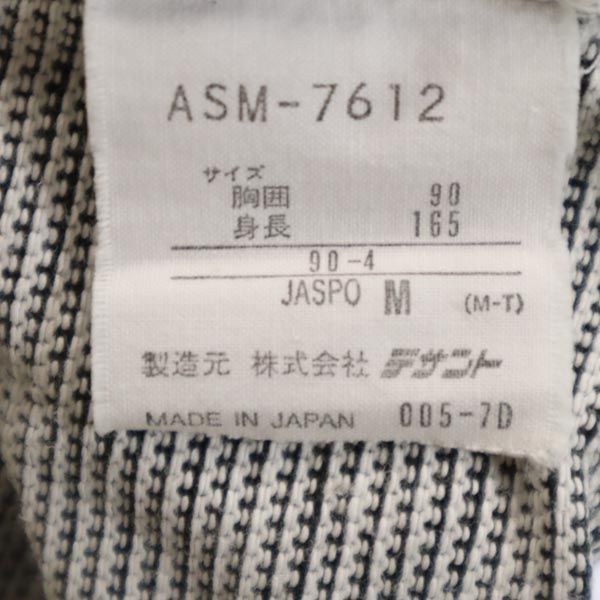 ASM-7612
サイズ
胸囲 90
身長 165
90-4
JASPO M (M-T)
製造元 株式会社 デサント
MADE IN JAPAN 005-7D